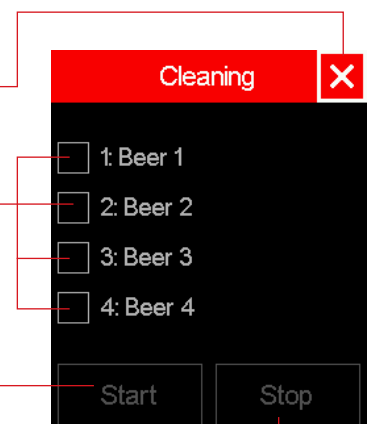 Cleaning
1: Beer 1
2: Beer 2
3: Beer 3
4: Beer 4
Start Stop